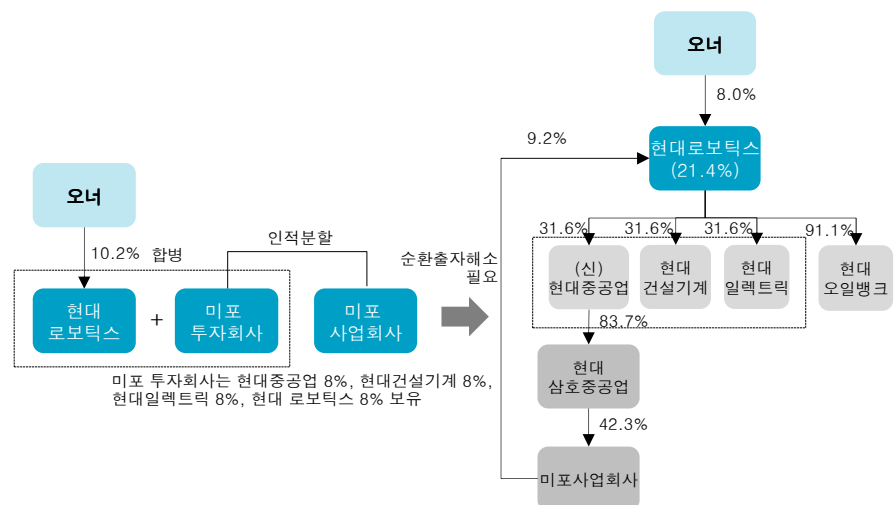 오너
8.0%
9.2%
현대로보틱스
(21.4%)
오너
10.2% 합병
인적분할
순환출자해소
필요
31.6%
31.6%
31.6%
91.1%
(신)
현대중공업
현대
건설기계
현대
일렉트릭
현대
오일뱅크
현대
로보틱스
+
미포
투자회사
미포
사업회사
83.7%
현대
삼호중공업
미포 투자회사는 현대중공업 8%, 현대건설기계 8%,
현대일렉트릭 8%, 현대 로보틱스 8% 보유
42.3%
미포사업회사